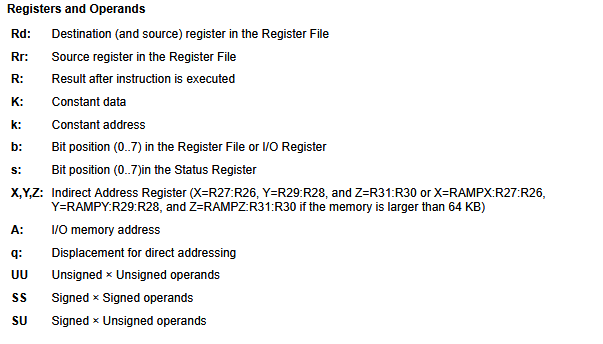 Registers and Operands
Rd: Destination (and source) register in the Register File
Rr: Source register in the Register File
R: Result after instruction is executed
K: Constant data
k: Constant address
b: Bit position (0..7) in the Register File or I/O Register
s: Bit position (0..7)in the Status Register
X,Y,Z: Indirect Address Register (X=R27:R26, Y=R29:R28, and Z=R31:R30 or X=RAMPX:R27:R26,
Y=RAMPY:R29:R28, and Z=RAMPZ:R31:R30 if the memory is larger than 64 KB)
A: I/O memory address
q: Displacement for direct addressing
UU Unsigned × Unsigned operands
SS Signed × Signed operands
SU Signed × Unsigned operands